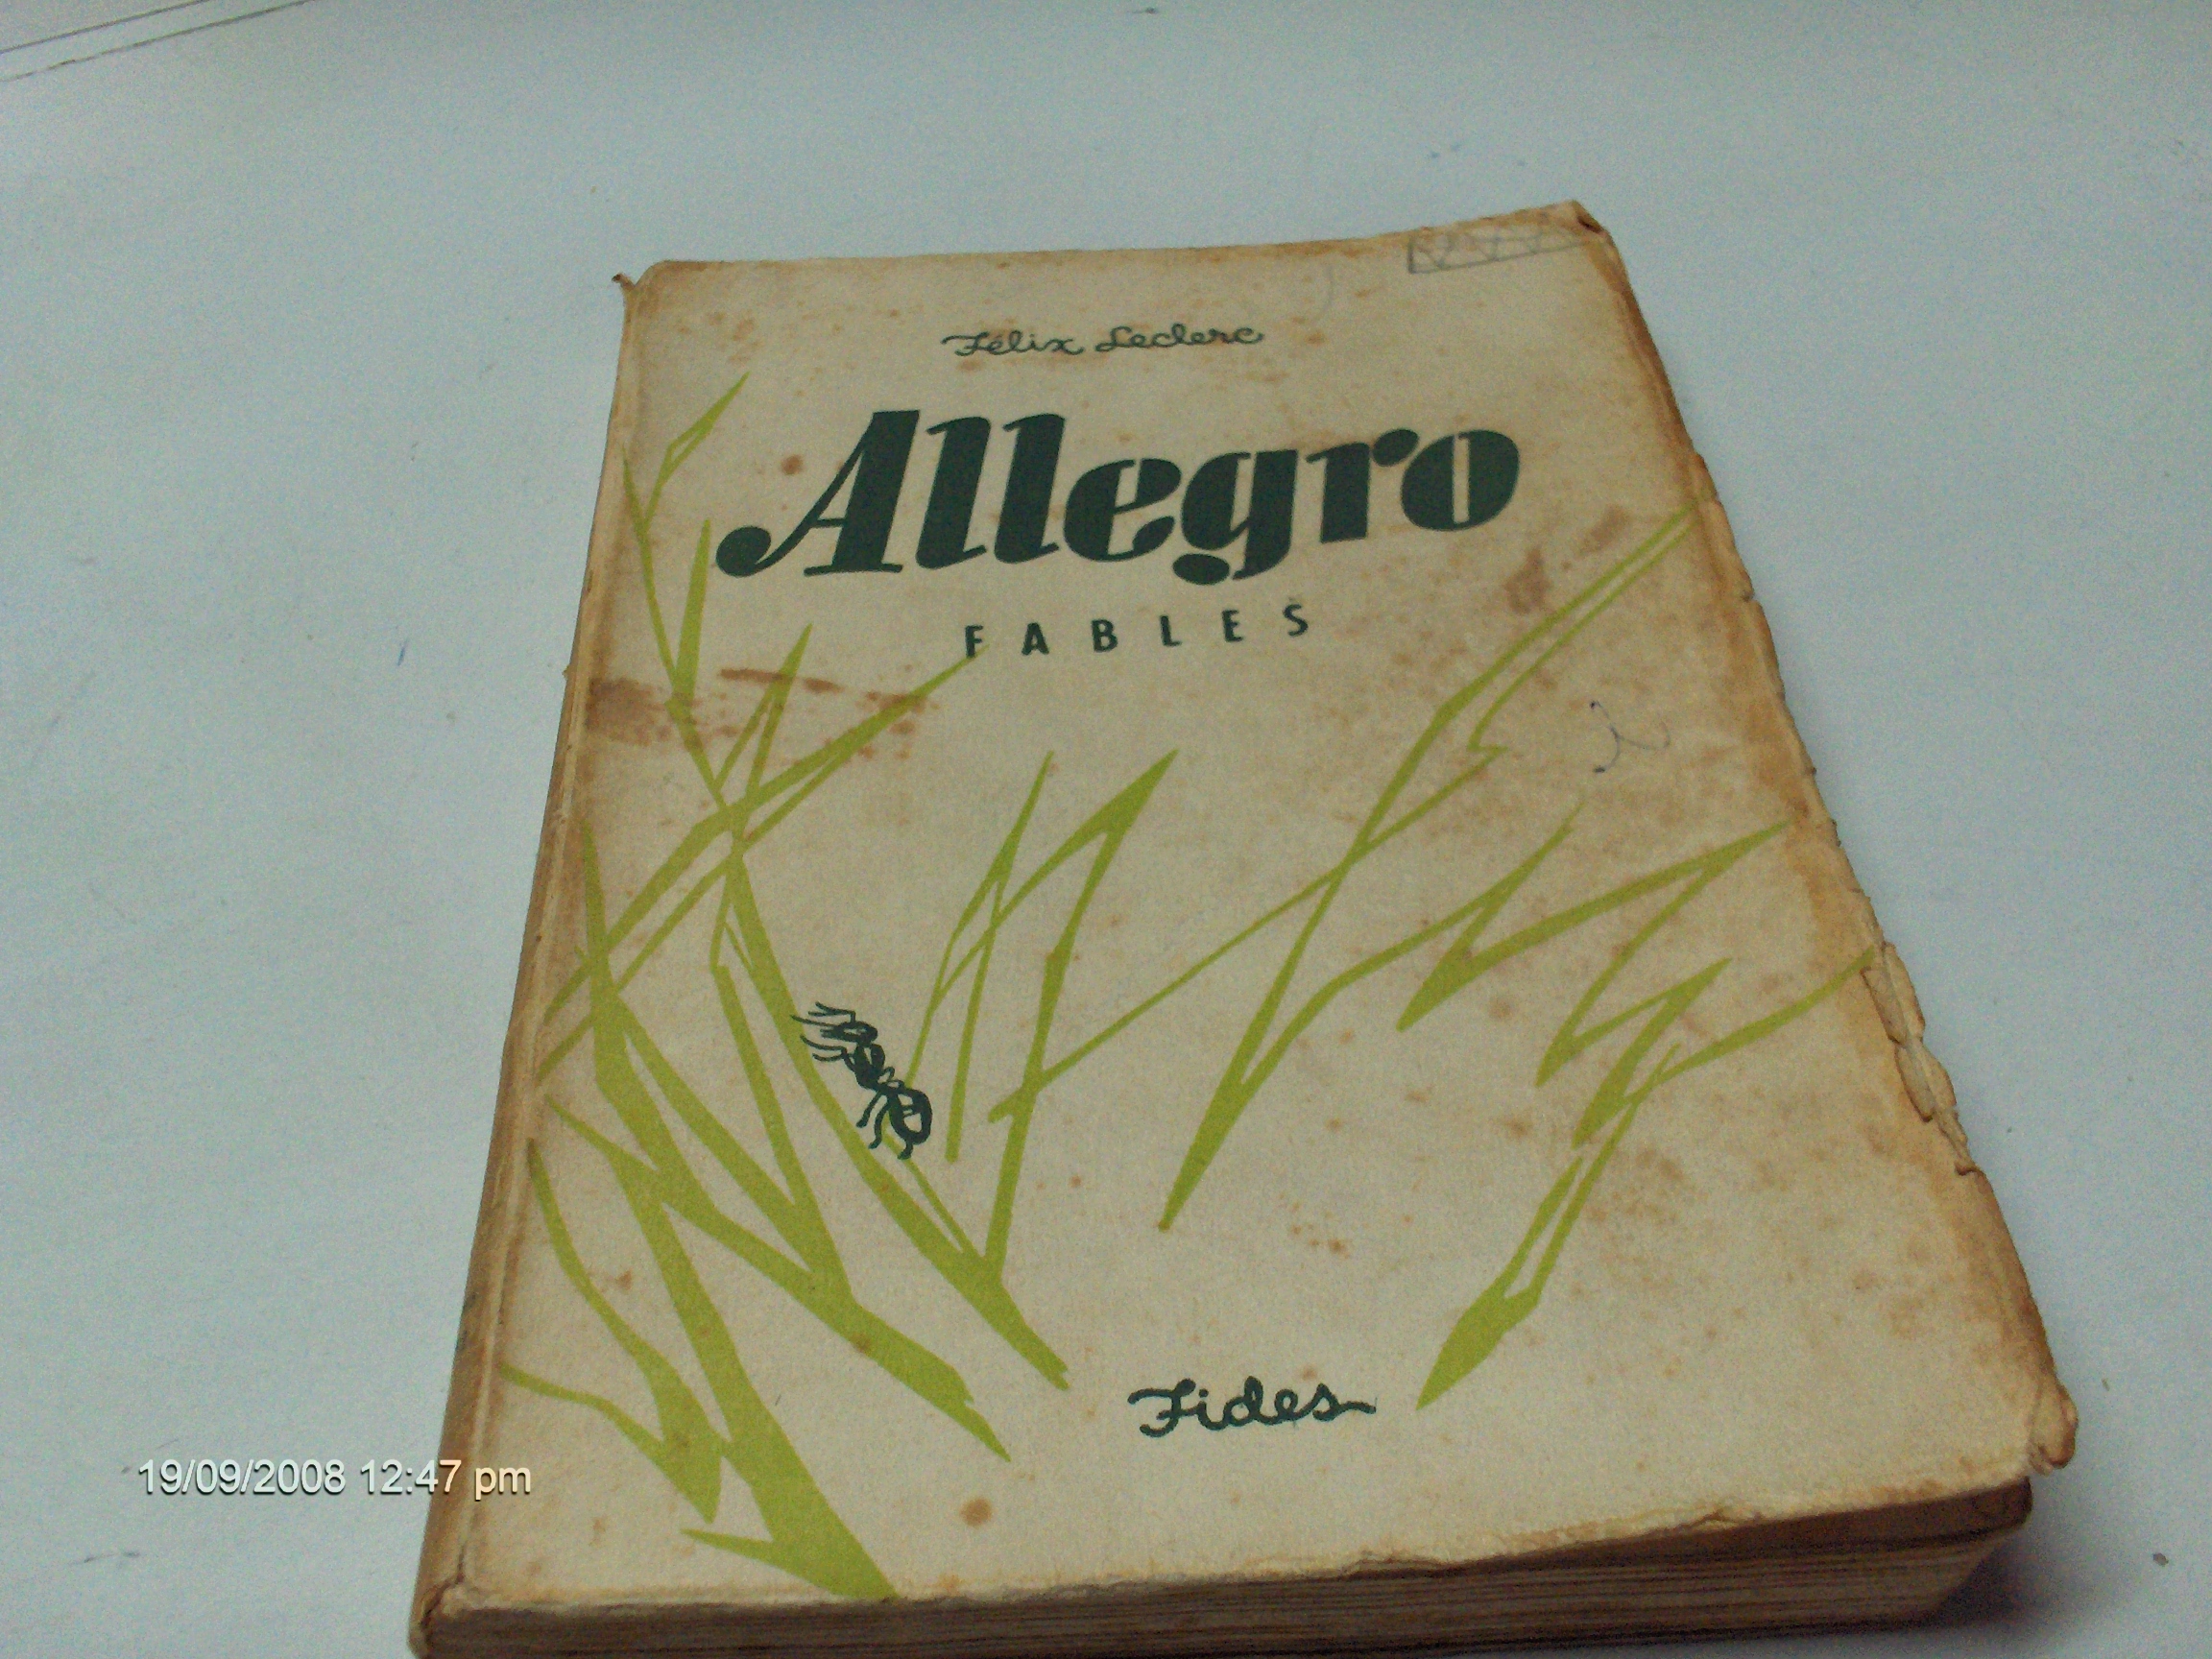 Félix Leclerc
Allegro
FABLES
Fides
19/09/2008 12:47 pm